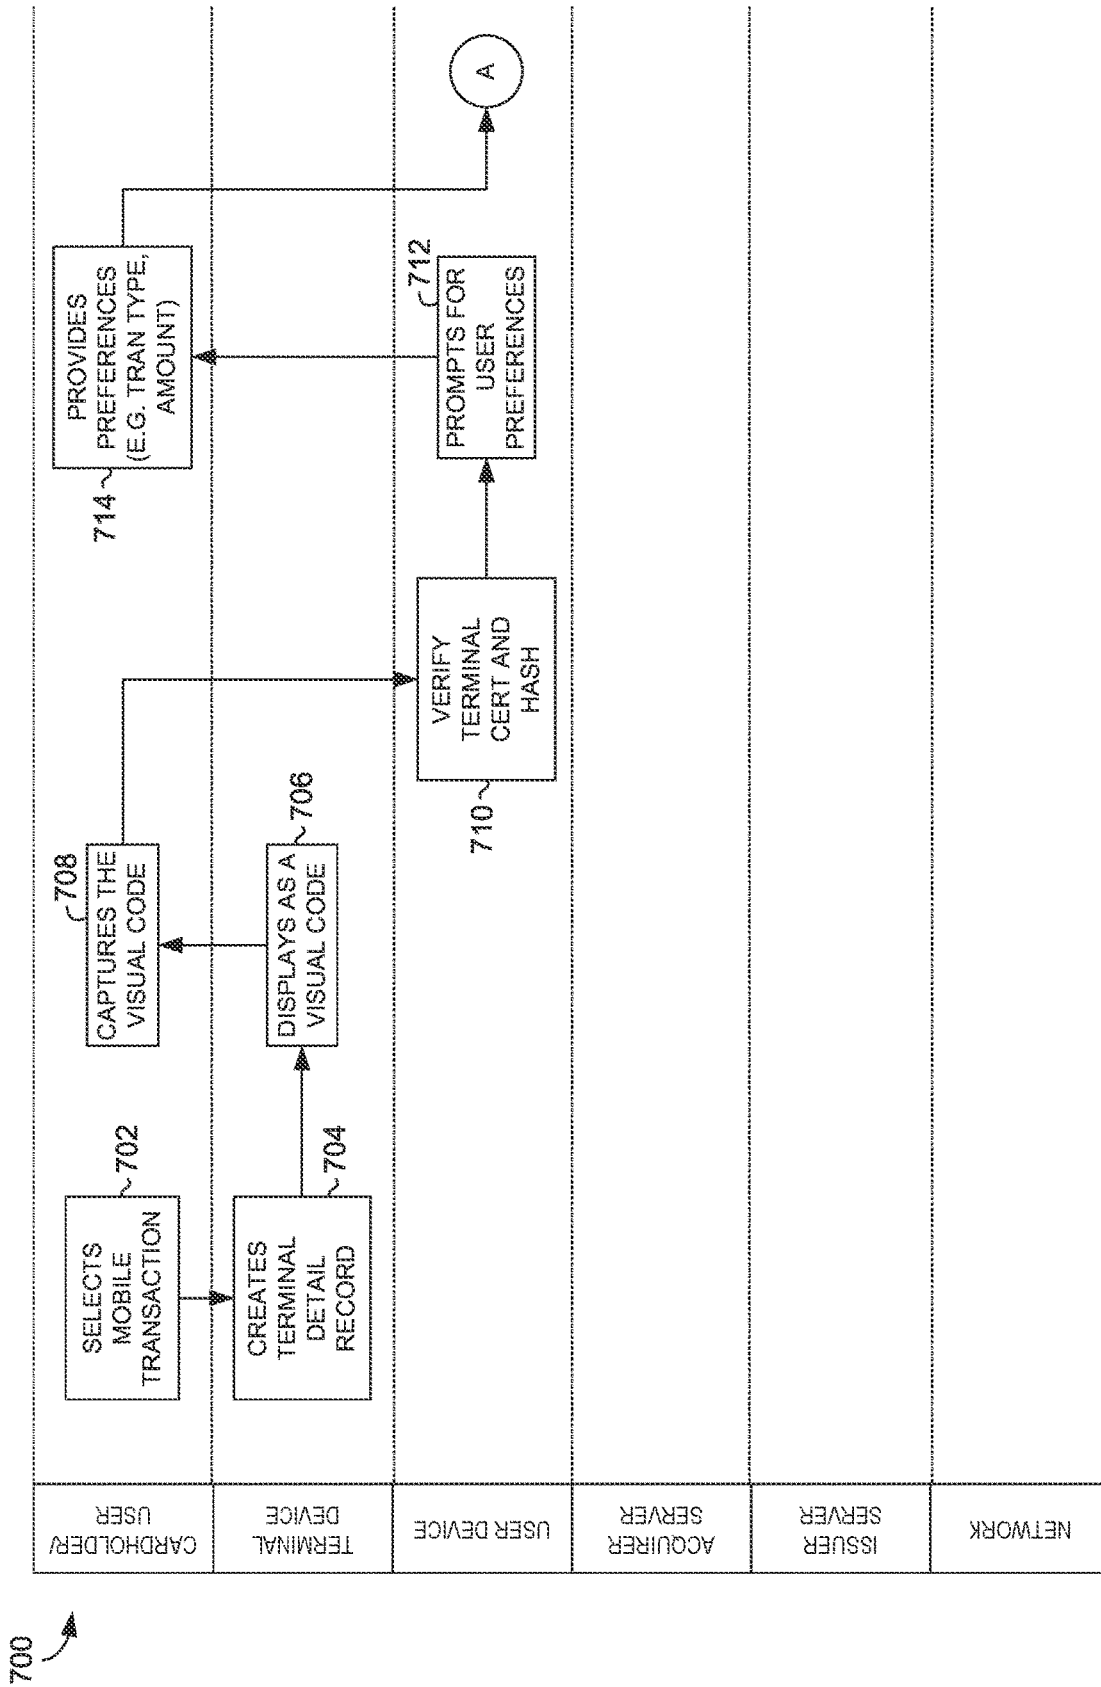 700
CARDHOLDER/
USER
TERMINAL
DEVICE
USER DEVICE
ACQUIRER
SERVER
ISSUER
SERVER
NETWORK
SELECTS
MOBILE
TRANSACTION
702
CREATES
TERMINAL
DETAIL
RECORD
704
DISPLAYS AS A
VISUAL CODE
706
CAPTURES THE
VISUAL CODE
708
VERIFY
TERMINAL
CERT AND
HASH
710
PROMPTS FOR
USER
PREFERENCES
712
PROVIDES
PREFERENCES
(E.G. TRAN TYPE,
AMOUNT)
714
A